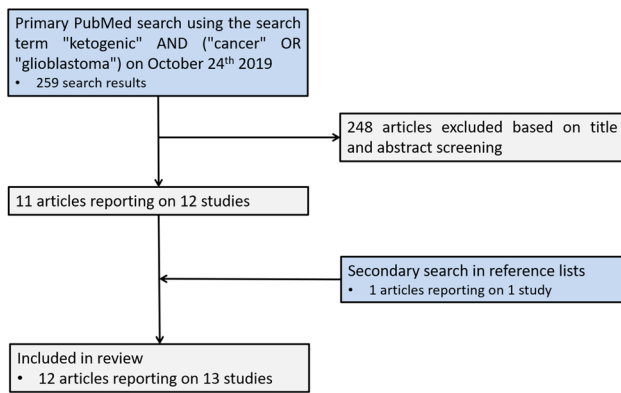 Primary PubMed search using the search
term "ketogenic" AND ("cancer" OR
"glioblastoma") on October 24th 2019
• 259 search results
248 articles excluded based on title
and abstract screening
11 articles reporting on 12 studies
Secondary search in reference lists
• 1 articles reporting on 1 study
Included in review
• 12 articles reporting on 13 studies